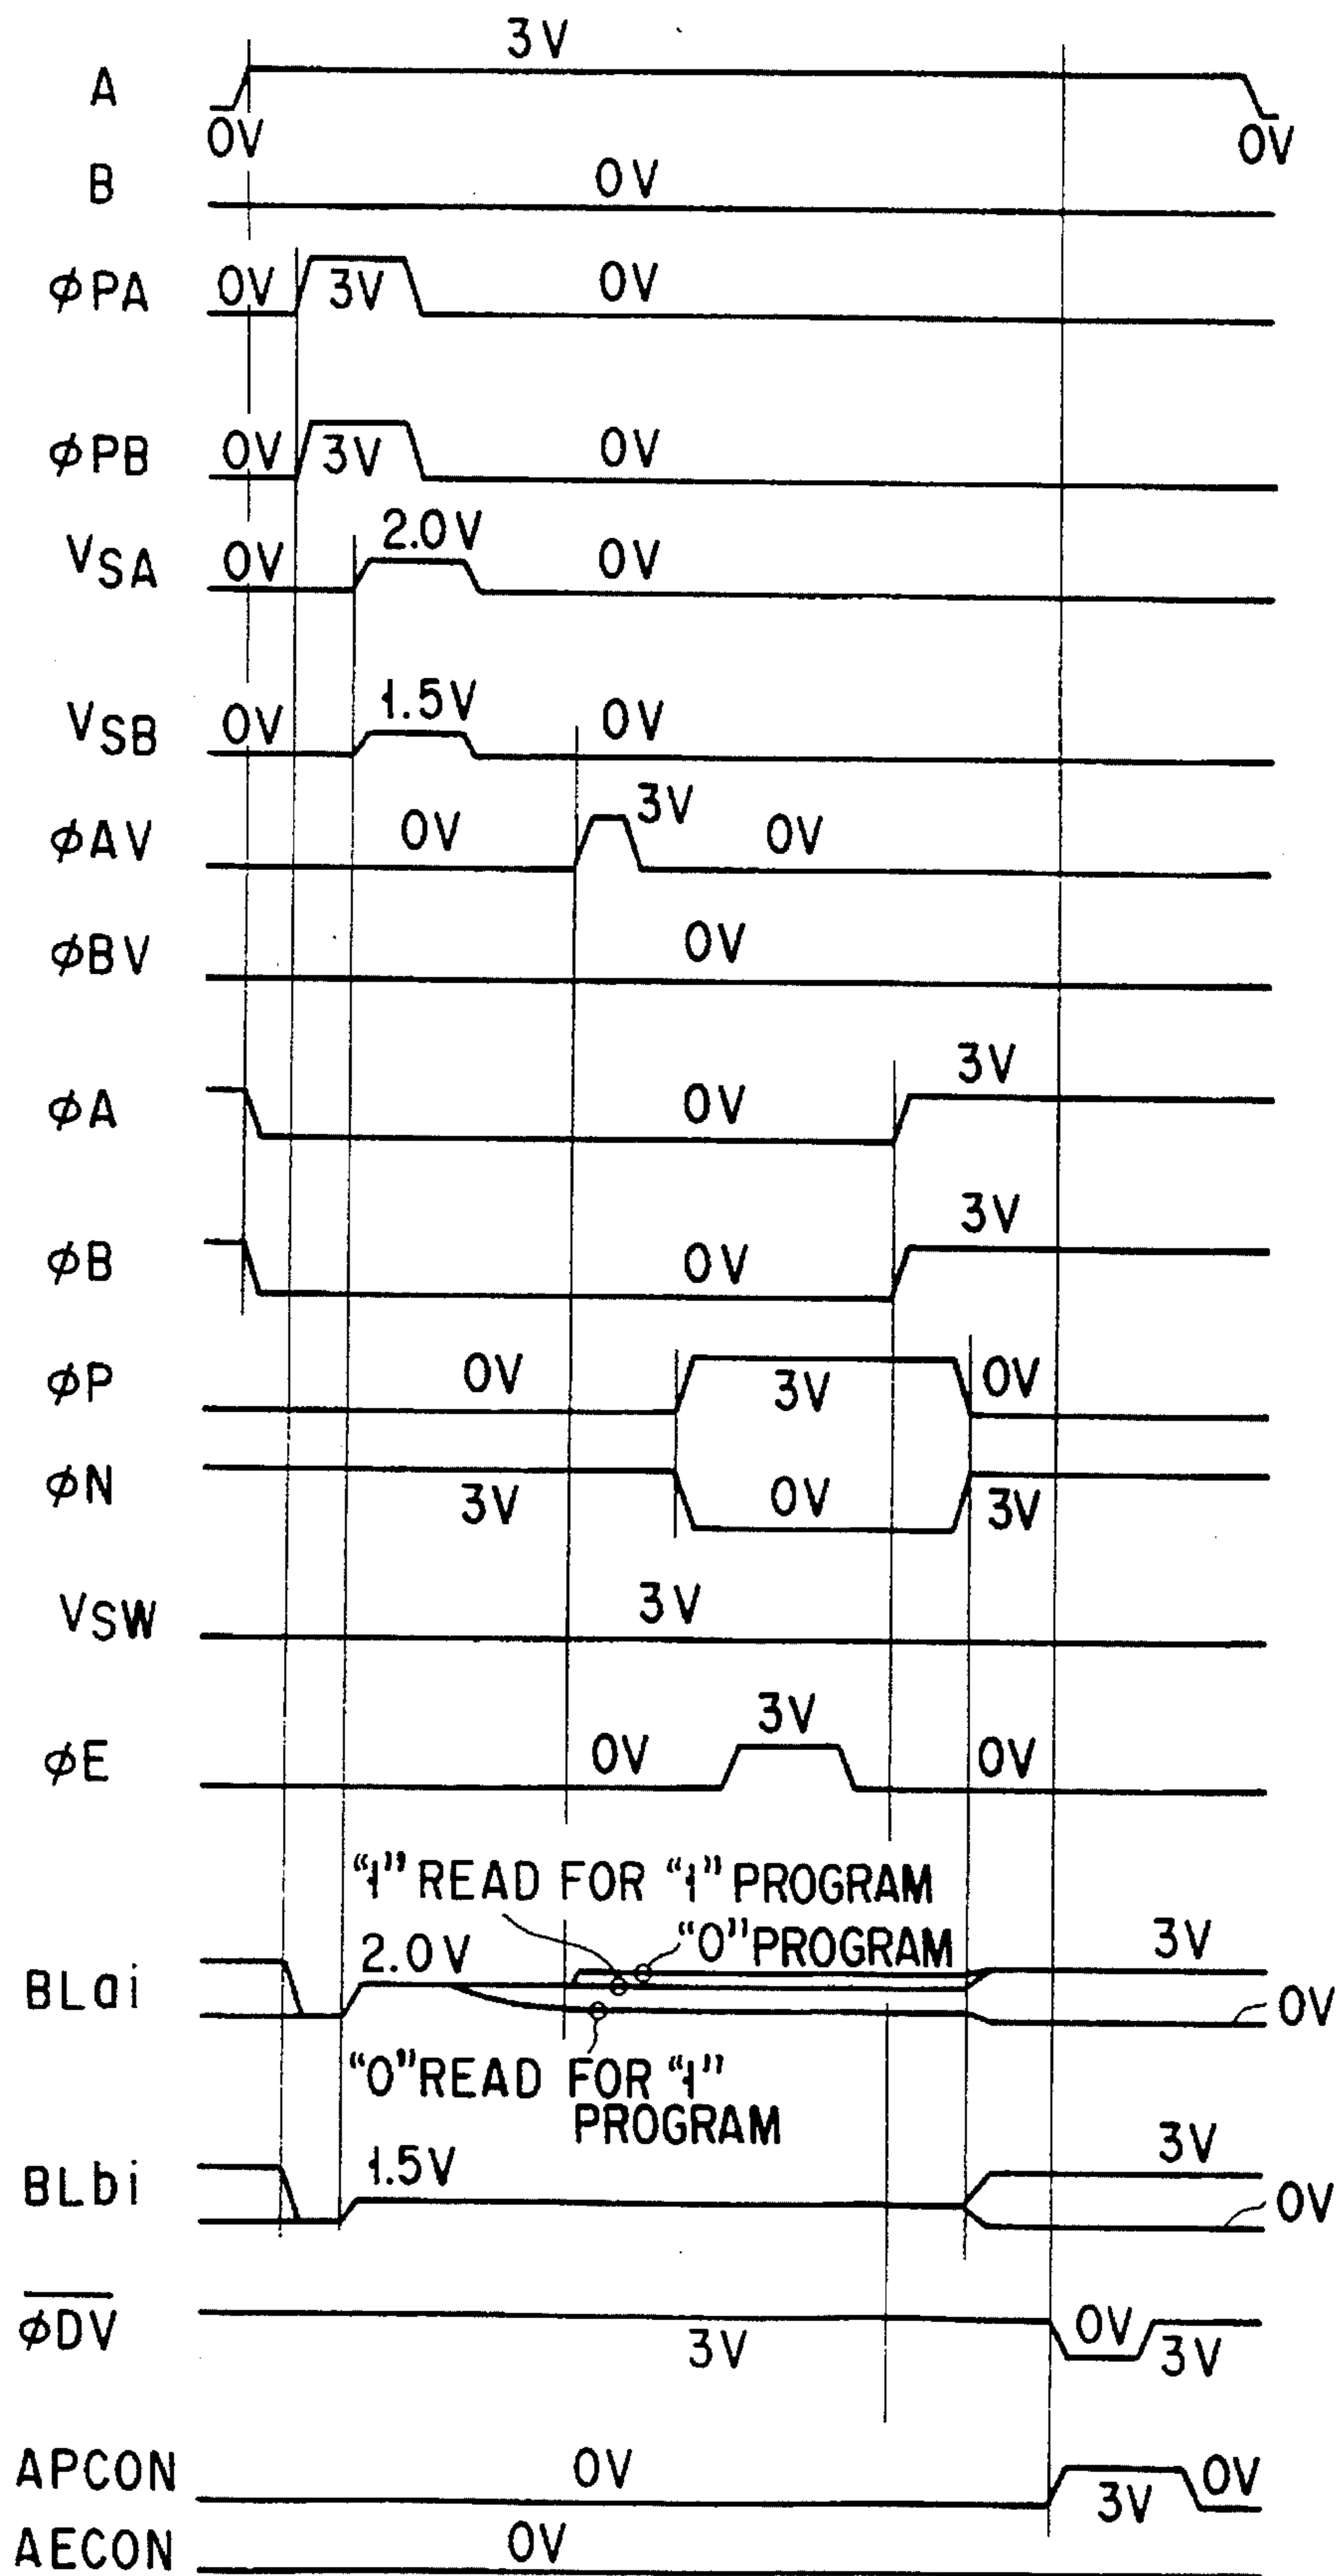 3V
A
0V
0V
B
0V
φPA
0V
3V
0V
φPB
0V
3V
0V
VSA
0V
2.0V
0V
VSB
0V
1.5V
0V
φAV
0V
3V
0V
φBV
0V
φA
0V
3V
φB
0V
3V
φP
0V
3V
0V
φN
3V
0V
3V
VSW
3V
φE
0V
3V
0V
"1" READ FOR "1" PROGRAM
"0" PROGRAM
BLai
2.0V
3V
0V
"0" READ FOR "1"
PROGRAM
BLbi
1.5V
3V
0V
φDV
3V
0V
3V
APCON
0V
3V
0V
AECON
0V